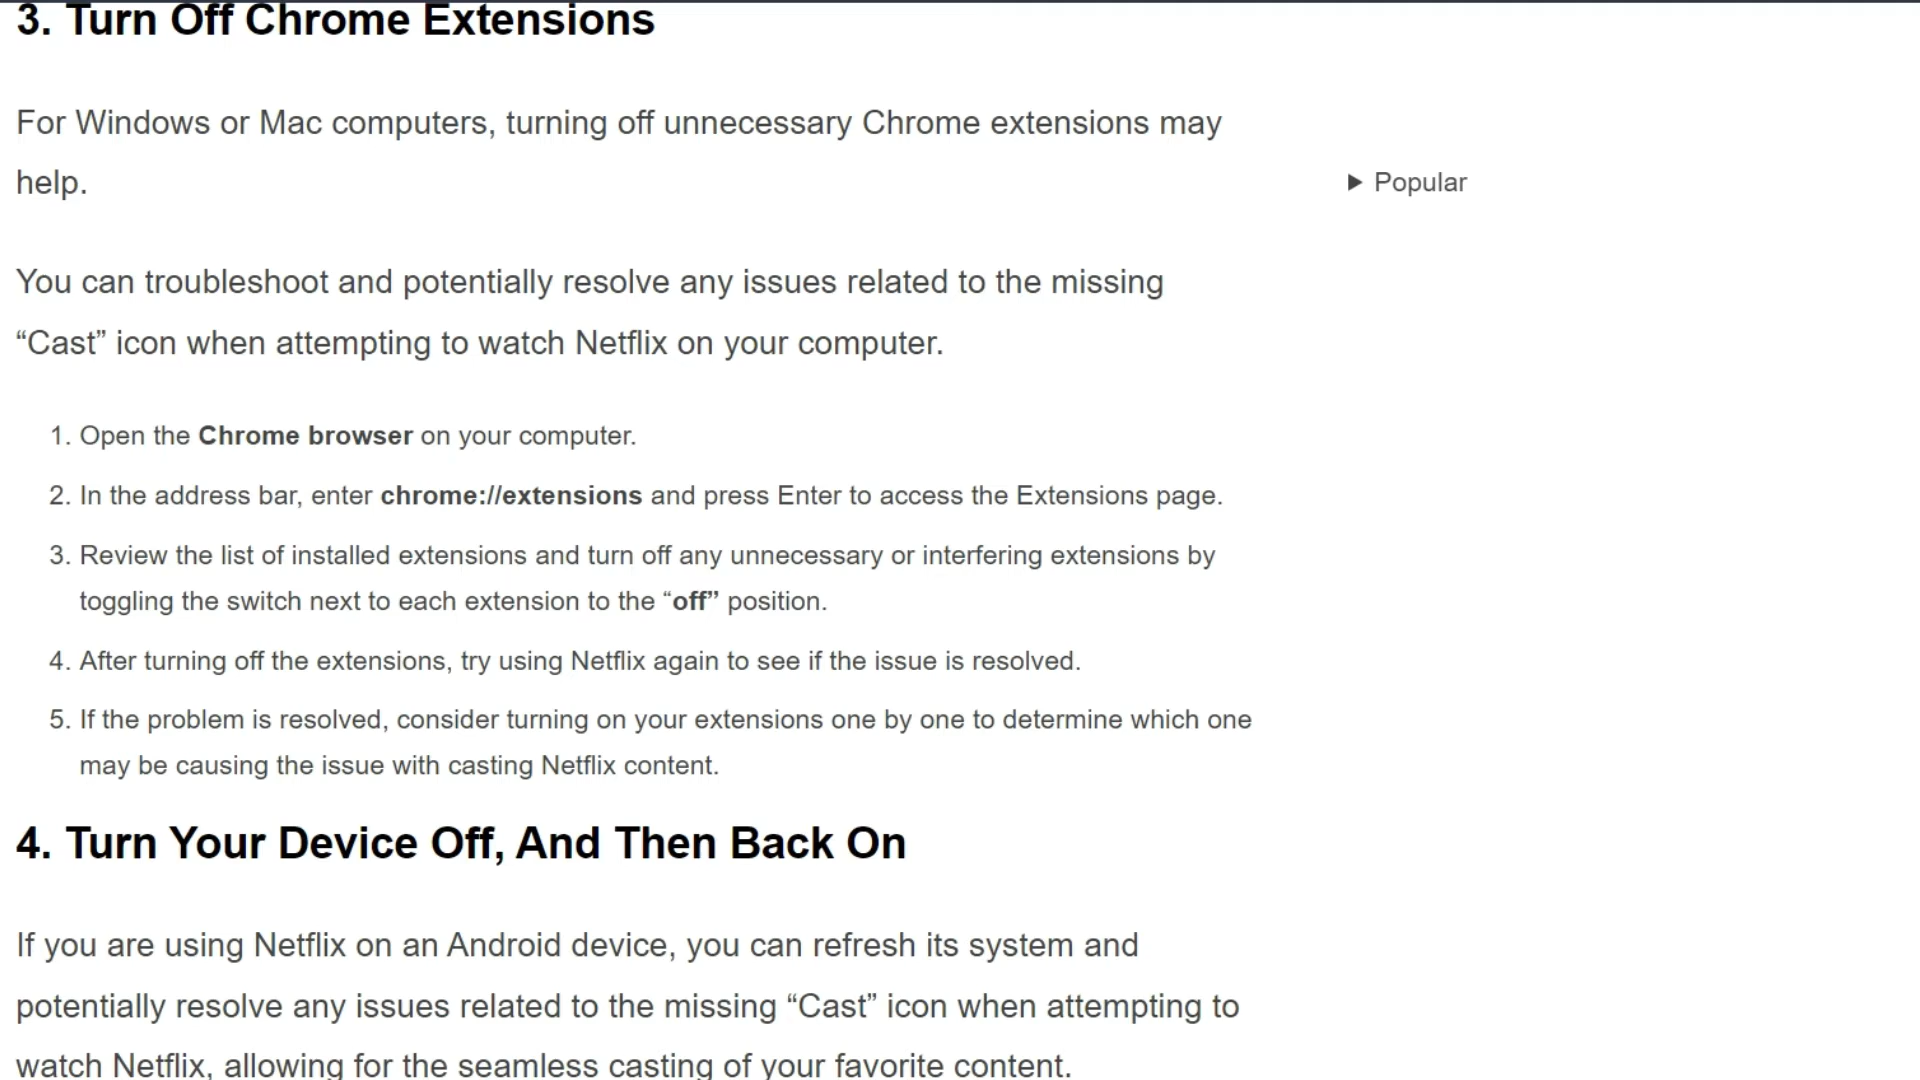 3. Turn Off Chrome Extensions
For Windows or Mac computers, turning off unnecessary Chrome extensions may
help.
▶ Popular
You can troubleshoot and potentially resolve any issues related to the missing
“Cast” icon when attempting to watch Netflix on your computer.
1. Open the Chrome browser on your computer.
2. In the address bar, enter chrome://extensions and press Enter to access the Extensions page.
3. Review the list of installed extensions and turn off any unnecessary or interfering extensions by
toggling the switch next to each extension to the “off” position.
4. After turning off the extensions, try using Netflix again to see if the issue is resolved.
5. If the problem is resolved, consider turning on your extensions one by one to determine which one
may be causing the issue with casting Netflix content.
4. Turn Your Device Off, And Then Back On
If you are using Netflix on an Android device, you can refresh its system and
potentially resolve any issues related to the missing “Cast” icon when attempting to
watch Netflix, allowing for the seamless casting of your favorite content.